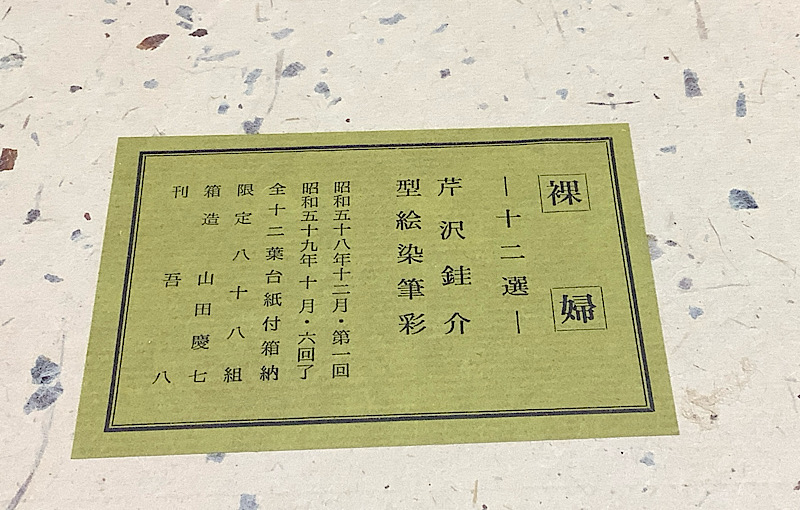 裸婦
―十二選―
芹沢銈介
型絵染筆彩
昭和五十八年十二月・第一回
昭和五十九年十月・六回了
全十二葉台紙付箱納
限定八十八組
箱造 山田慶七
刊 吾八